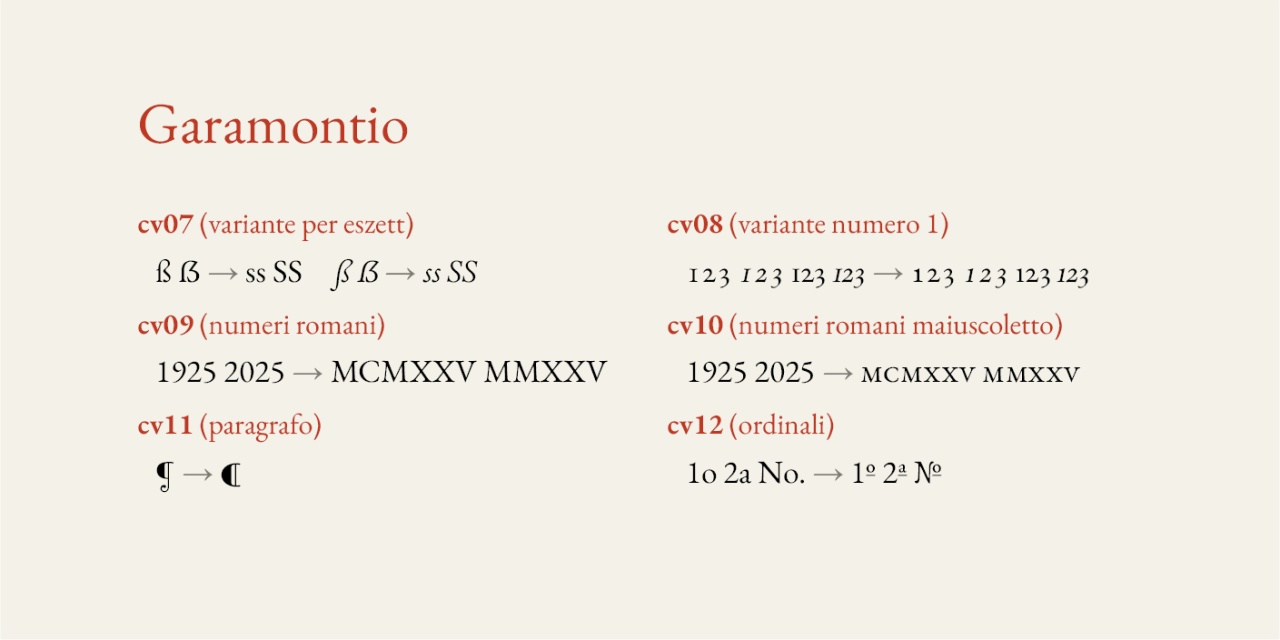 Garamontio
cv07 (variante per eszett)
ß ẞ → ss SS ß ẞ → ss SS
cv08 (variante numero 1)
123 123 123 123 → 123 123 123 123
cv09 (numeri romani)
1925 2025 → MCMXXV MMXXV
cv10 (numeri romani maiuscoletto)
1925 2025 → ᴍᴄᴍxxᴠ ᴍᴍxxᴠ
cv11 (paragrafo)
¶ → ⸿
cv12 (ordinali)
1o 2a No. → 1º 2ª №